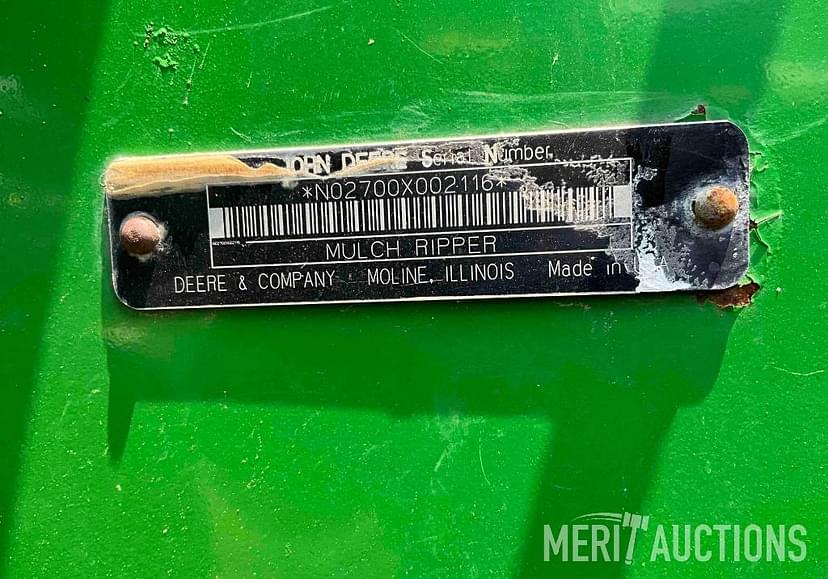 JOHN DEERE Serial Number
*N02700X002116*
MULCH RIPPER
DEERE & COMPANY MOLINE, ILLINOIS Made in
MERIT AUCTIONS